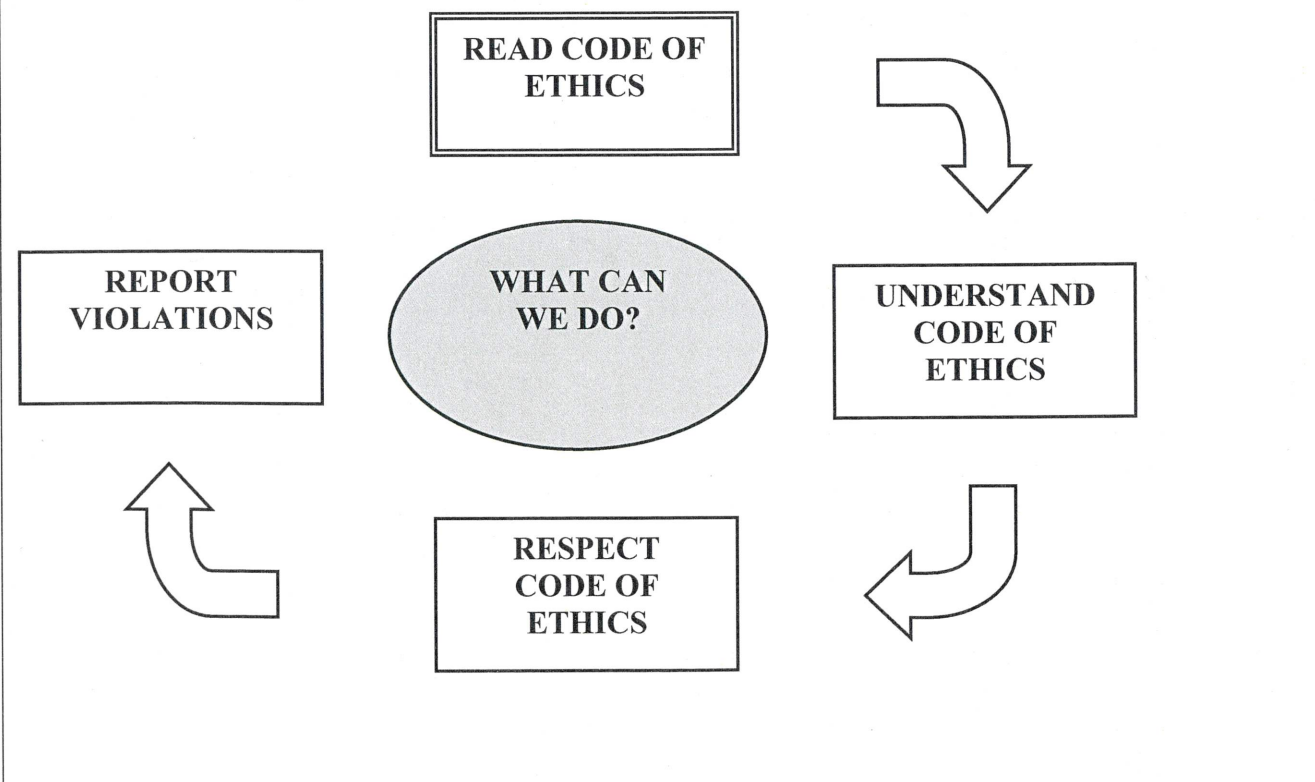 READ CODE OF
ETHICS
WHAT CAN
WE DO?
REPORT
VIOLATIONS
UNDERSTAND
CODE OF
ETHICS
RESPECT
CODE OF
ETHICS